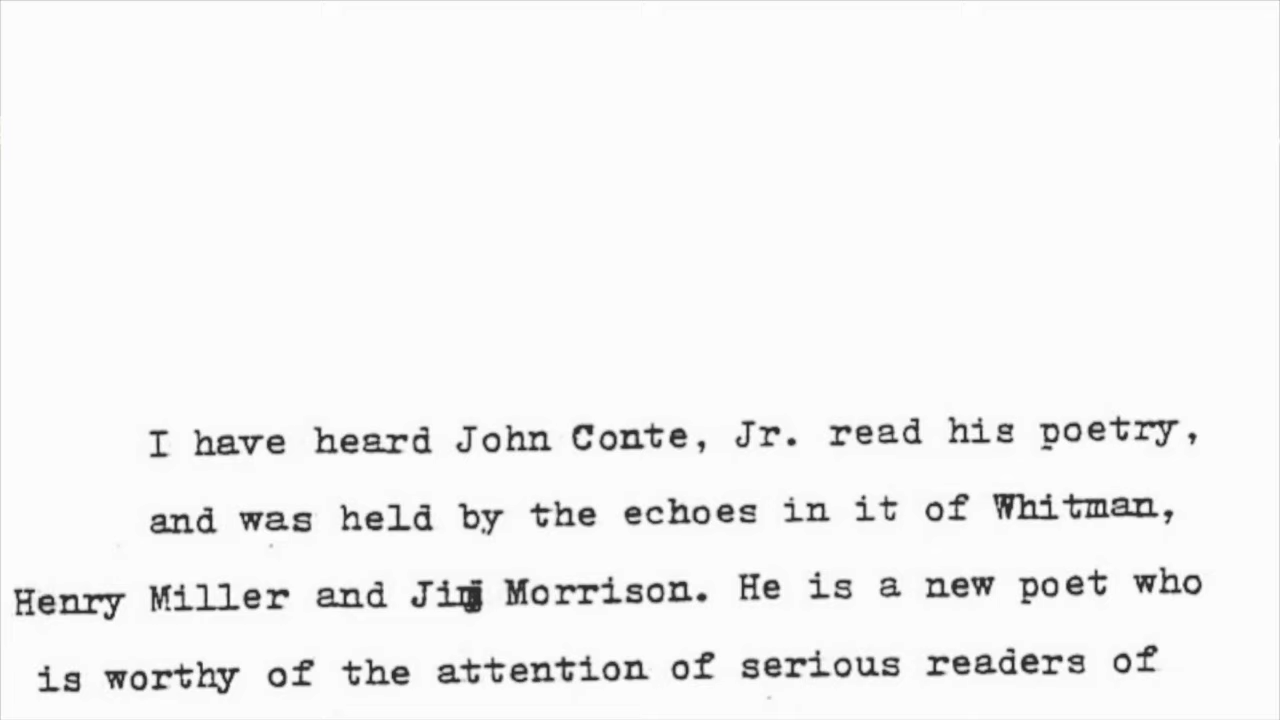 I have heard John Conte, Jr. read his poetry,
and was held by the echoes in it of Whitman,
Henry Miller and Jim Morrison. He is a new poet who
is worthy of the attention of serious readers of